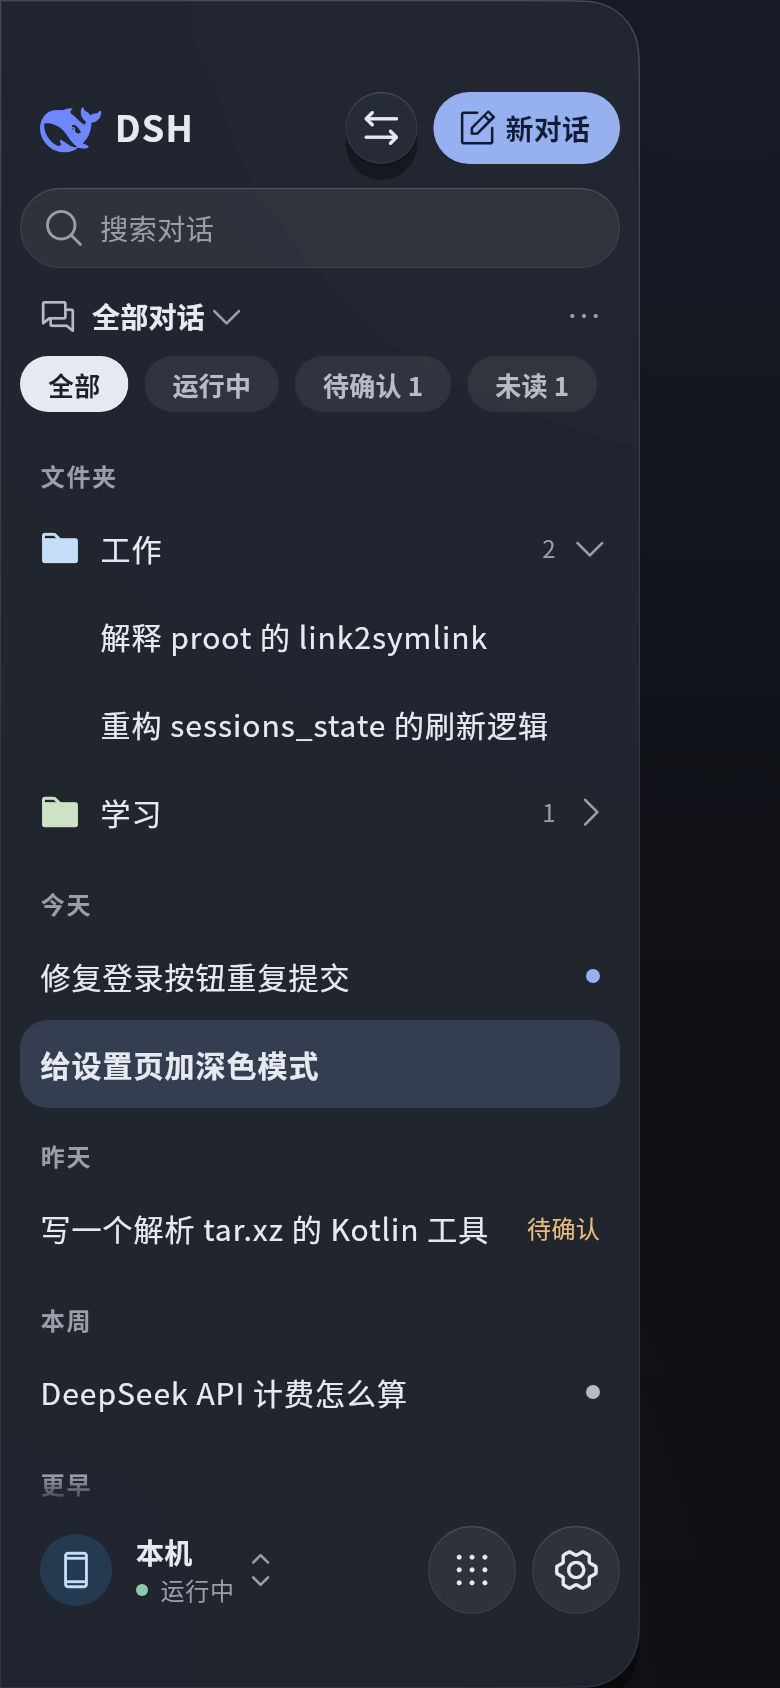 DSH
新对话
搜索对话
全部对话
全部 运行中 待确认 1 未读 1
文件夹
工作 2
解释 proot 的 link2symlink
重构 sessions_state 的刷新逻辑
学习 1
今天
修复登录按钮重复提交
给设置页加深色模式
昨天
写一个解析 tar.xz 的 Kotlin 工具 待确认
本周
DeepSeek API 计费怎么算
更早
本机
运行中